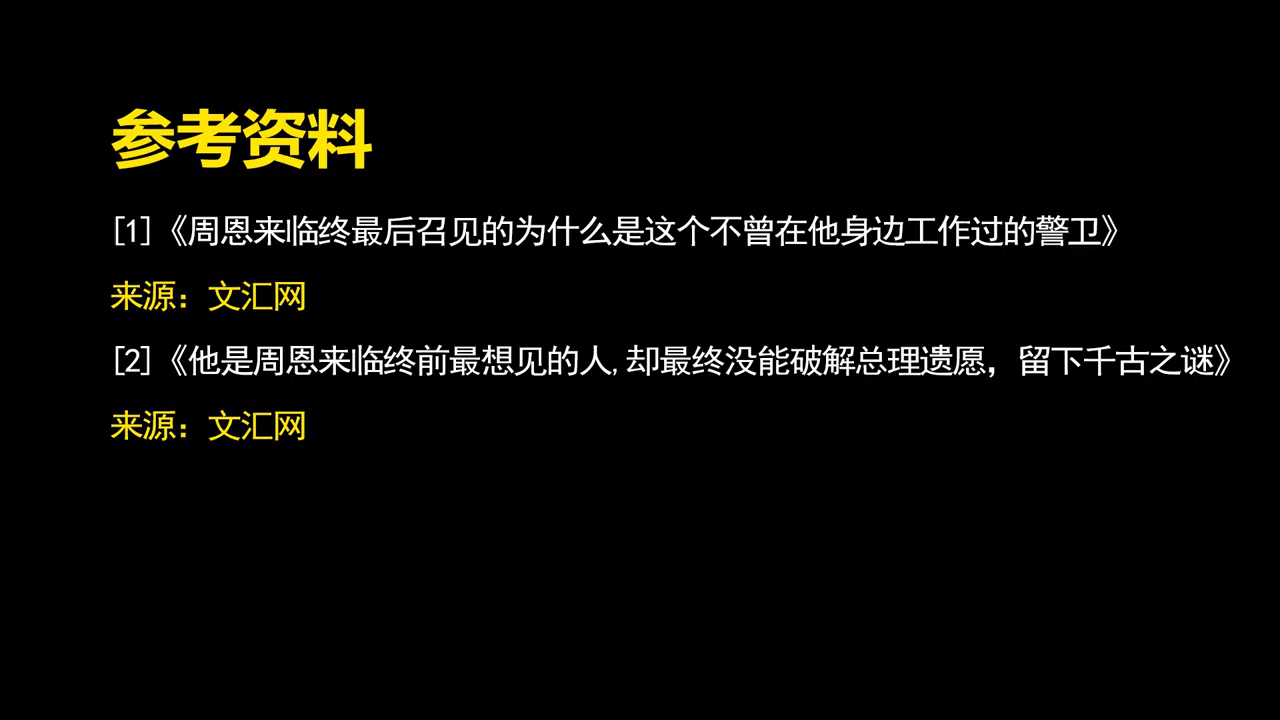 参考资料
[1]《周恩来临终最后召见的为什么是这个不曾在他身边工作过的警卫》
来源：文汇网
[2]《他是周恩来临终前最想见的人,却最终没能破解总理遗愿，留下千古之谜》
来源：文汇网